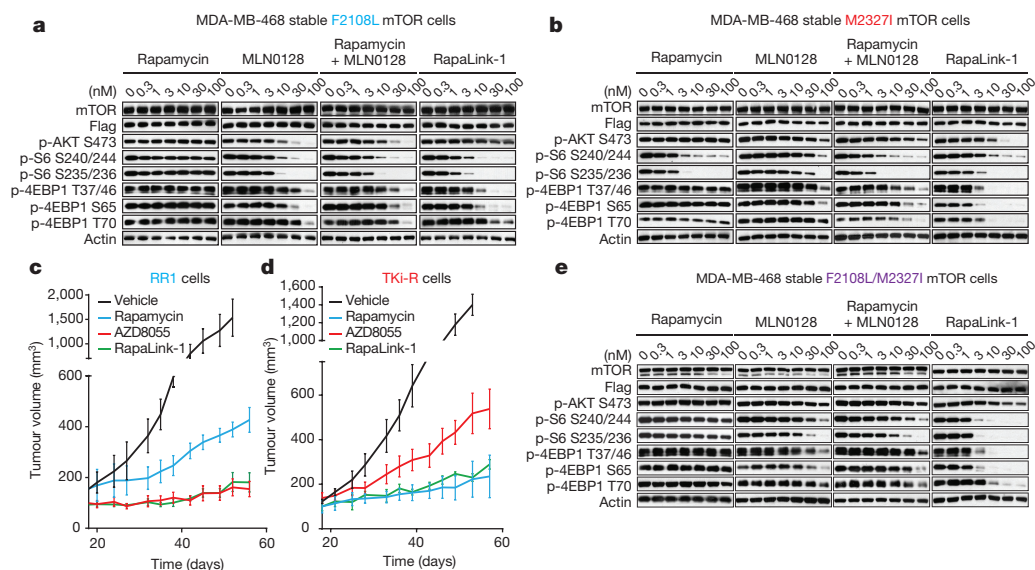 a
MDA-MB-468 stable F2108L mTOR cells
Rapamycin MLN0128 Rapamycin + MLN0128 RapaLink-1
(nM) 0 0.3 1 3 10 30 100 0 0.3 1 3 10 30 100 0 0.3 1 3 10 30 100 0 0.3 1 3 10 30 100
mTOR
Flag
p-AKT S473
p-S6 S240/244
p-S6 S235/236
p-4EBP1 T37/46
p-4EBP1 S65
p-4EBP1 T70
Actin
b
MDA-MB-468 stable M2327I mTOR cells
Rapamycin MLN0128 Rapamycin + MLN0128 RapaLink-1
(nM) 0 0.3 1 3 10 30 100 0 0.3 1 3 10 30 100 0 0.3 1 3 10 30 100 0 0.3 1 3 10 30 100
mTOR
Flag
p-AKT S473
p-S6 S240/244
p-S6 S235/236
p-4EBP1 T37/46
p-4EBP1 S65
p-4EBP1 T70
Actin
c
RR1 cells
Vehicle
Rapamycin
AZD8055
RapaLink-1
Tumour volume (mm³)
2,000
1,500
1,000
600
400
200
0
20 40 60
Time (days)
d
TKi-R cells
Vehicle
Rapamycin
AZD8055
RapaLink-1
Tumour volume (mm³)
1,600
1,400
1,200
1,000
800
600
400
200
0
20 40 60
Time (days)
e
MDA-MB-468 stable F2108L/M2327I mTOR cells
Rapamycin MLN0128 Rapamycin + MLN0128 RapaLink-1
(nM) 0 0.3 1 3 10 30 100 0 0.3 1 3 10 30 100 0 0.3 1 3 10 30 100 0 0.3 1 3 10 30 100
mTOR
Flag
p-AKT S473
p-S6 S240/244
p-S6 S235/236
p-4EBP1 T37/46
p-4EBP1 S65
p-4EBP1 T70
Actin